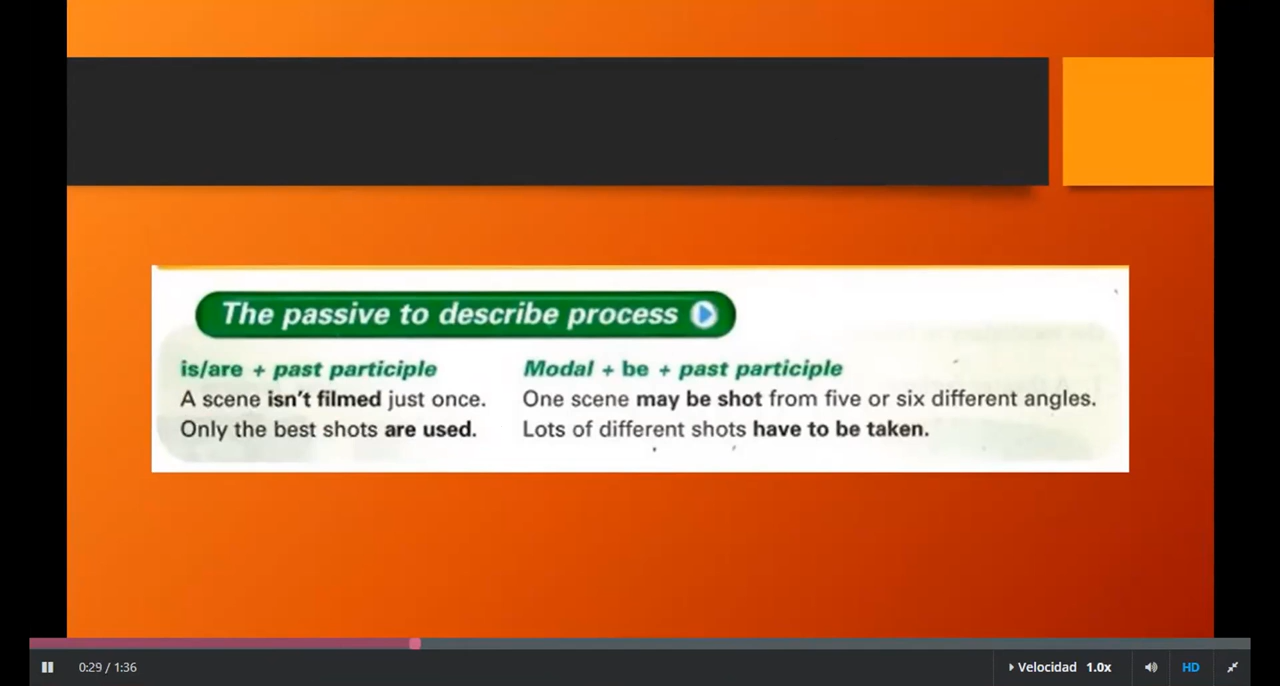 The passive to describe process
is/are + past participle
A scene isn't filmed just once.
Only the best shots are used.
Modal + be + past participle
One scene may be shot from five or six different angles.
Lots of different shots have to be taken.
0:29 / 1:36
Velocidad 1.0x
HD